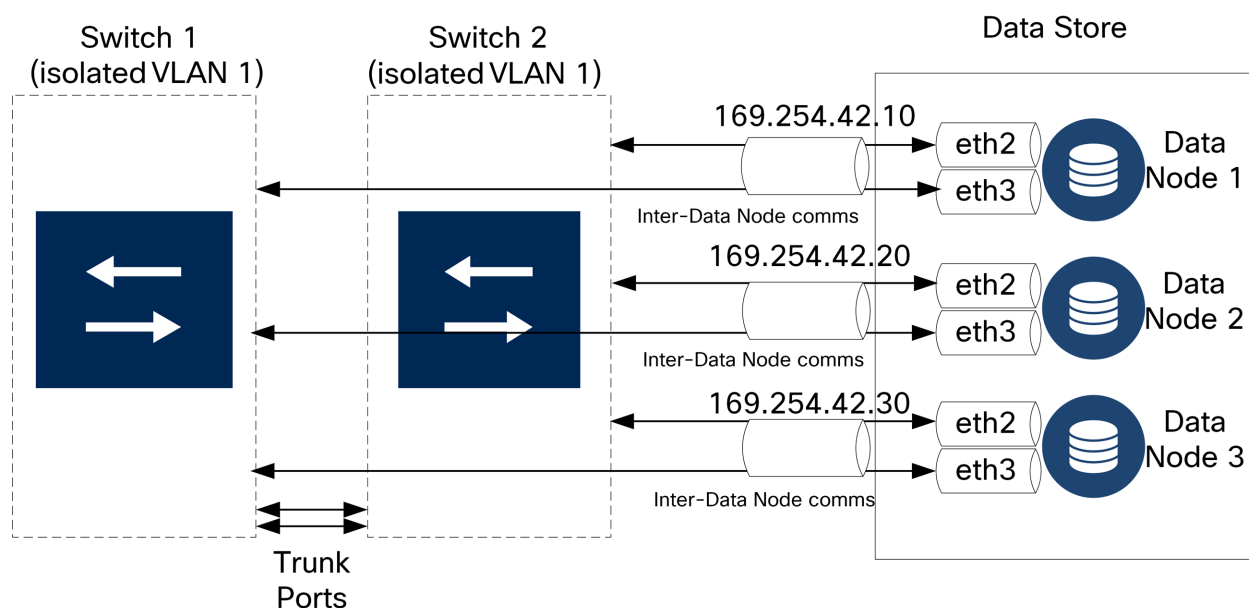 Switch 1
(isolated VLAN 1)
Switch 2
(isolated VLAN 1)
Data Store
169.254.42.10
eth2
eth3
Data
Node 1
Inter-Data Node comms
169.254.42.20
eth2
eth3
Data
Node 2
Inter-Data Node comms
169.254.42.30
eth2
eth3
Data
Node 3
Inter-Data Node comms
Trunk
Ports